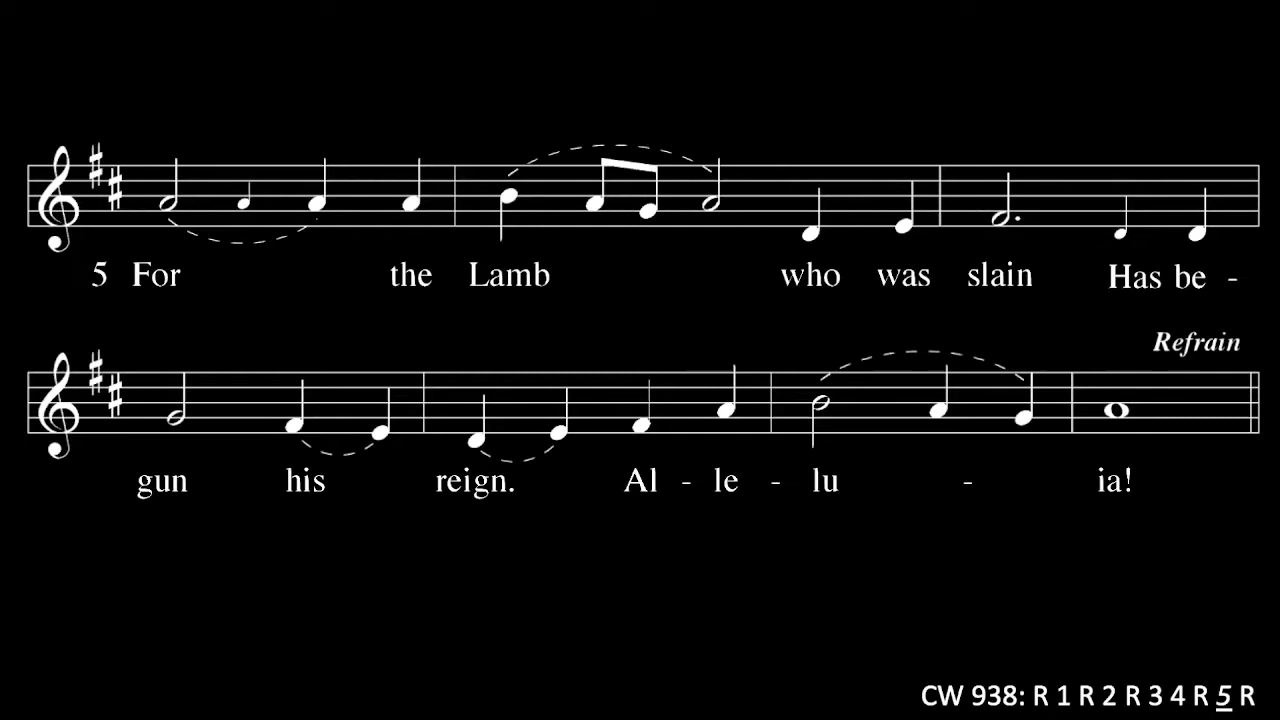 5 For the Lamb who was slain Has be -
Refrain
gun his reign. Al - le - lu - ia!
CW 938: R 1 R 2 R 3 4 R 5 R